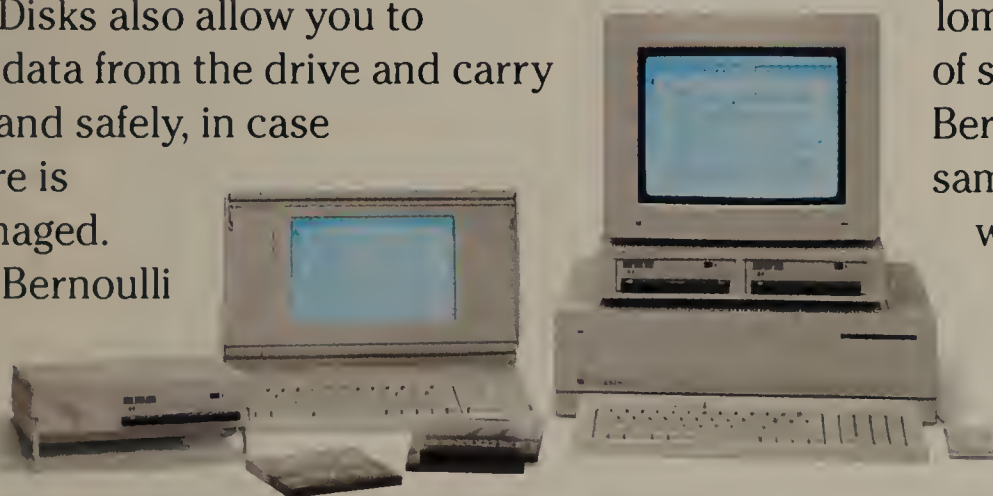 Disks also allow you to
data from the drive and carry
and safely, in case
re is
naged.
Bernoulli
lom
of s
Ber
sam
w